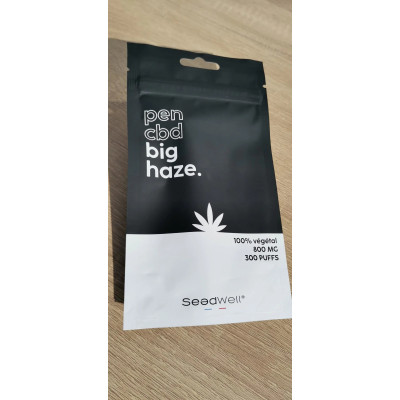 pen
cbd
big
haze.
100% végétal
800 MG
300 PUFFS
SeedWell®